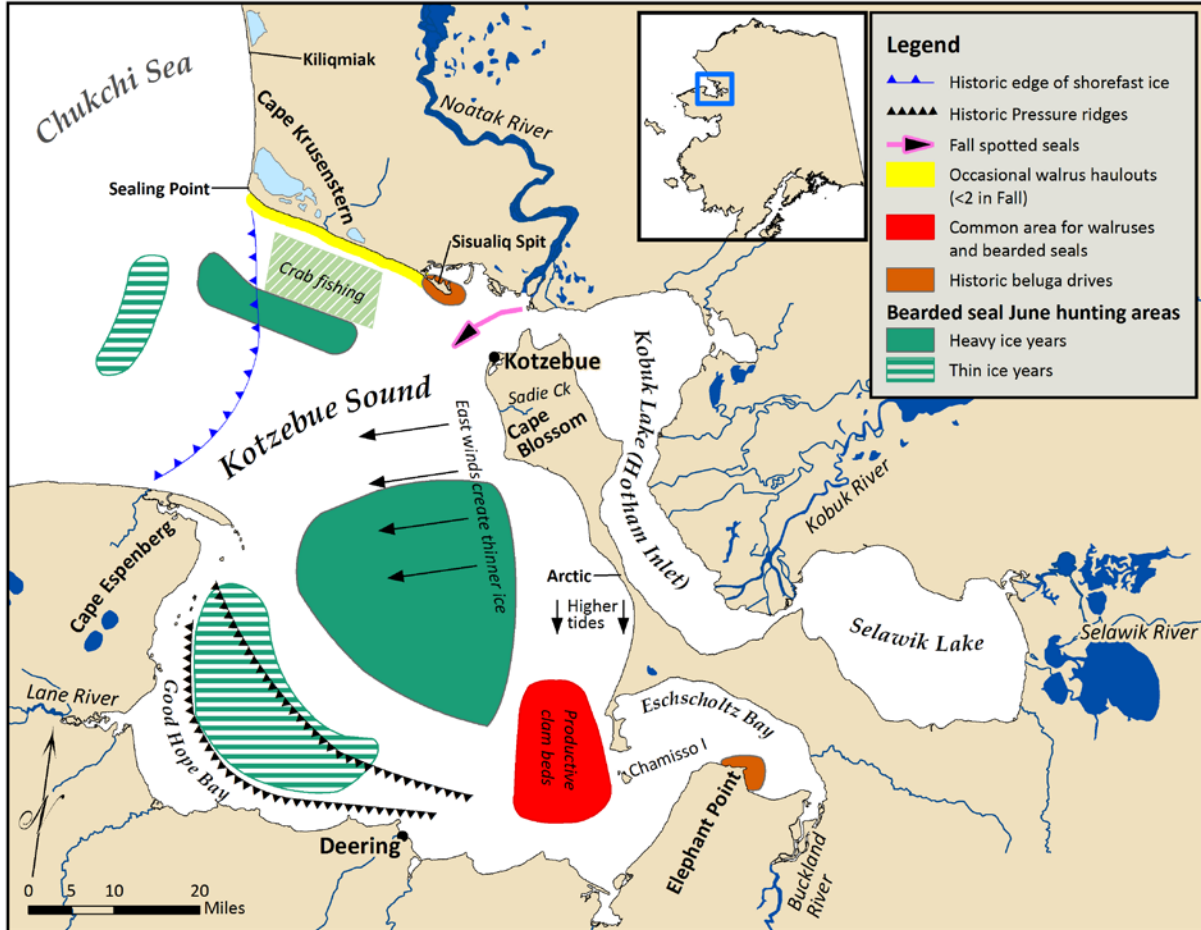 Chukchi Sea
Kiliqmiak
Cape Krusenstern
Noatak River
Sealing Point
Sisualiq Spit
Crab fishing
Kotzebue
Sadie Ck
Cape
Blossom
Kobuk Lake (Hotham Inlet)
Kotzebue Sound
East winds create thinner ice
Kobuk River
Cape Espenberg
Arctic
Higher
tides
Selawik Lake
Selawik River
Lane River
Good Hope Bay
Eschscholtz Bay
Productive
clam beds
Chamisso I
Elephant Point
Deering
Buckland
River
0 5 10 20
Miles
Legend
Historic edge of shorefast ice
Historic Pressure ridges
Fall spotted seals
Occasional walrus haulouts
(<2 in Fall)
Common area for walruses
and bearded seals
Historic beluga drives
Bearded seal June hunting areas
Heavy ice years
Thin ice years